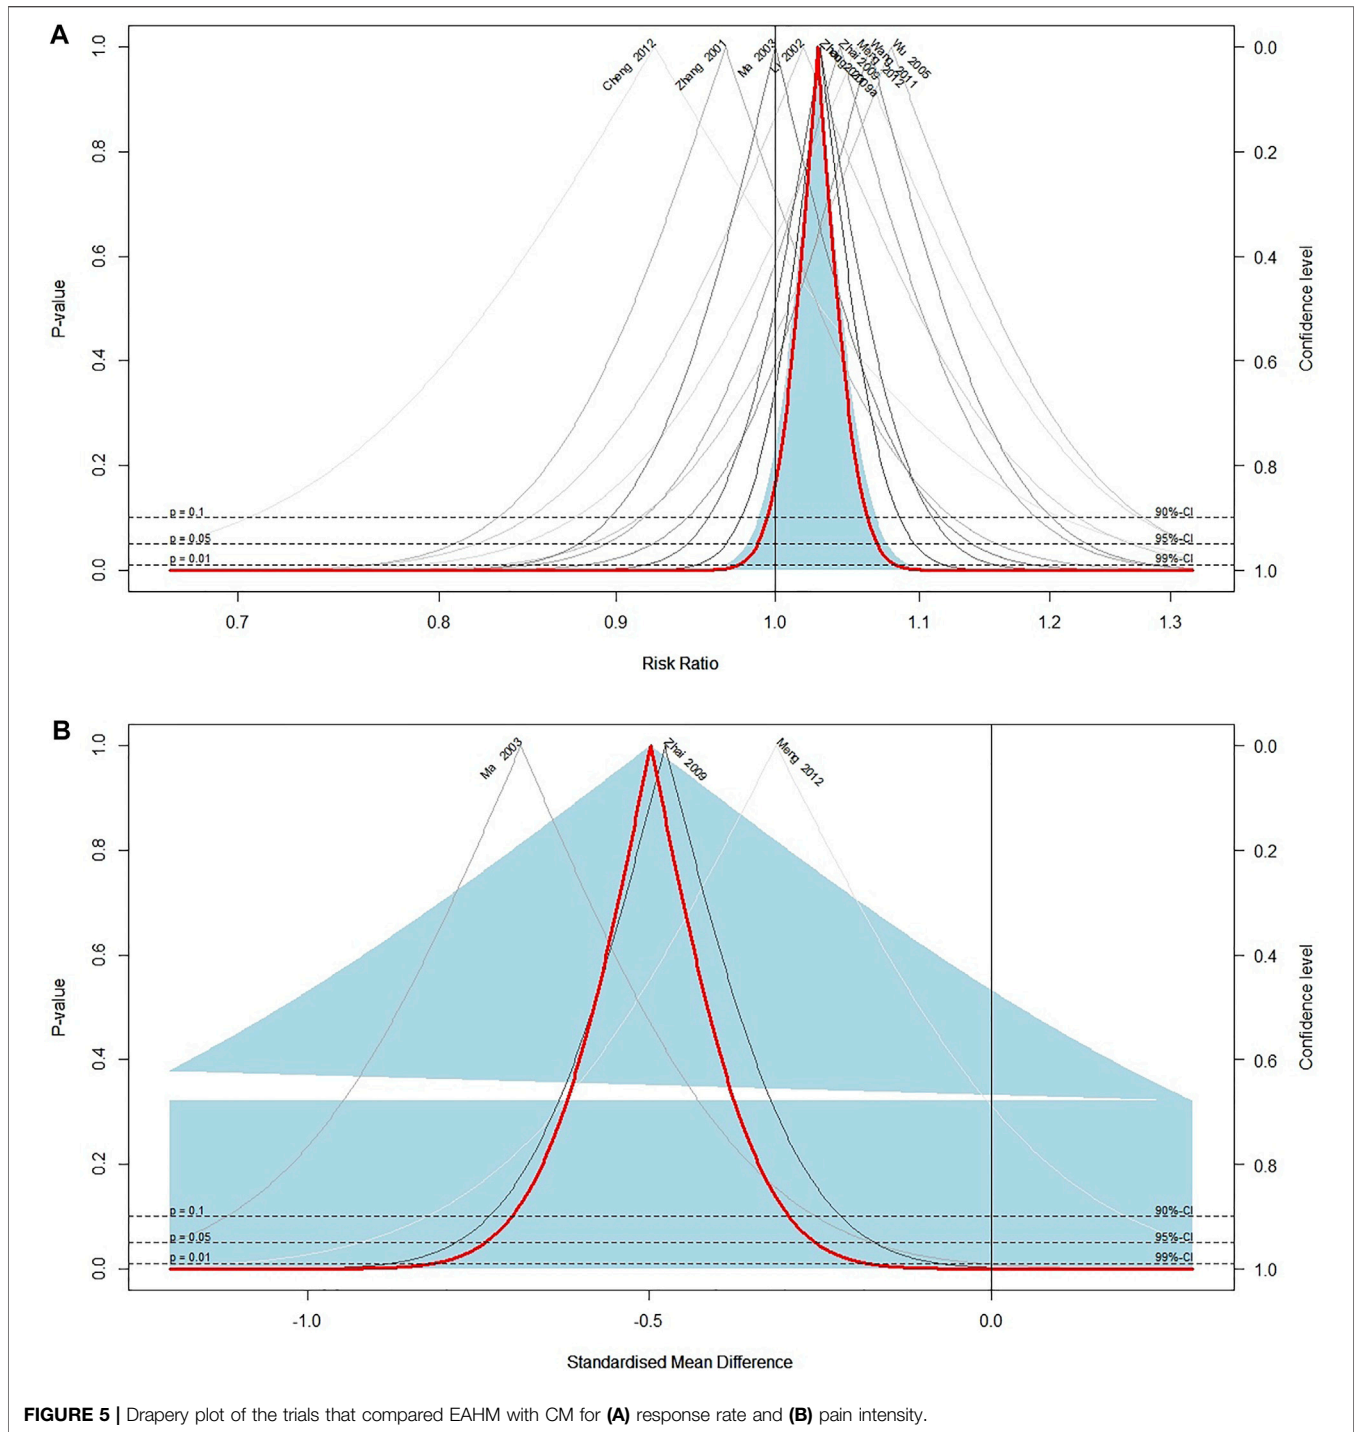 A
Cheng 2012
Zhang 2001
Ma 2003
Li 2002
Zhai 2009
Meng 2012
Wang 2011
Wu 2005
1.0
0.8
0.6
0.4
0.2
0.0
P-value
0.0
0.2
0.4
0.6
0.8
1.0
Confidence level
p = 0.1
90%-CI
p = 0.05
95%-CI
p = 0.01
99%-CI
0.7 0.8 0.9 1.0 1.1 1.2 1.3
Risk Ratio
B
Ma 2003
Zhai 2009
Meng 2012
1.0
0.8
0.6
0.4
0.2
0.0
P-value
0.0
0.2
0.4
0.6
0.8
1.0
Confidence level
p = 0.1
90%-CI
p = 0.05
95%-CI
p = 0.01
99%-CI
-1.0 -0.5 0.0
Standardised Mean Difference
FIGURE 5 | Drapery plot of the trials that compared EAHM with CM for (A) response rate and (B) pain intensity.